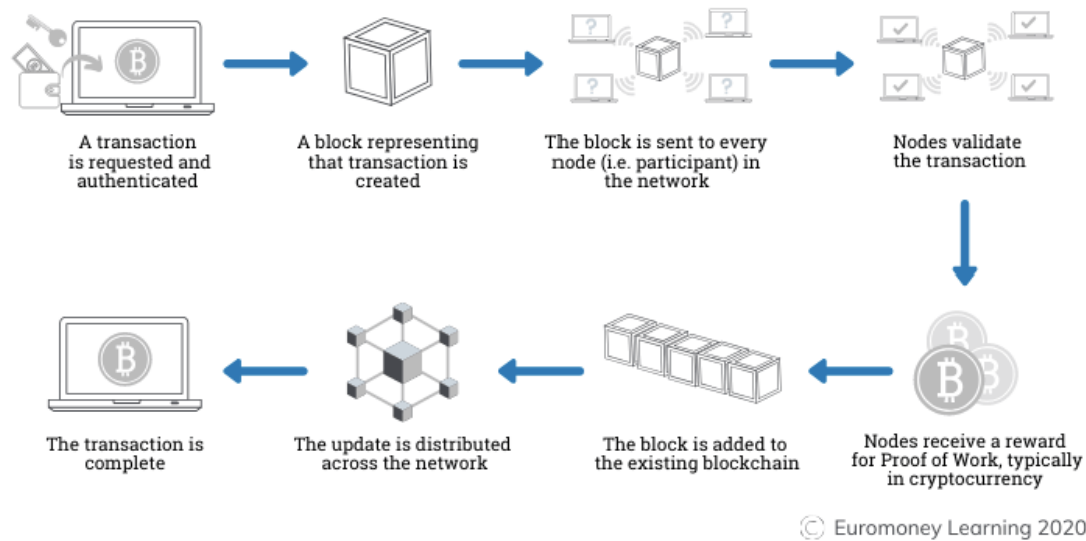 A transaction
is requested and
authenticated
A block representing
that transaction is
created
The block is sent to every
node (i.e. participant) in
the network
Nodes validate
the transaction
? ?
? ?
₿
The transaction is
complete
The update is distributed
across the network
The block is added to
the existing blockchain
Nodes receive a reward
for Proof of Work, typically
in cryptocurrency
₿
₿ ₿
© Euromoney Learning 2020